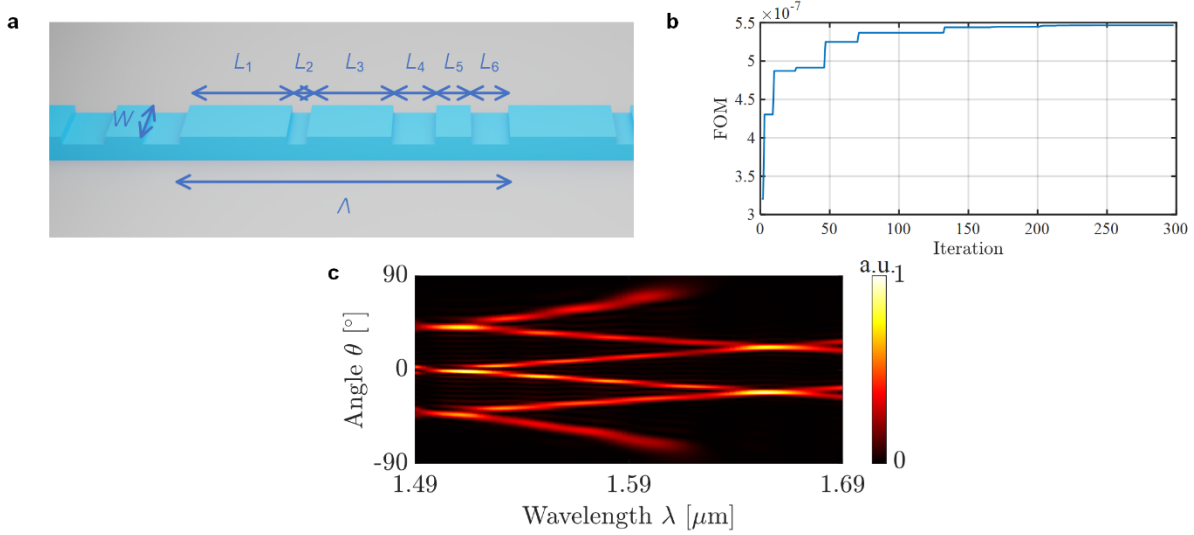 a
L1 L2 L3 L4 L5 L6
W
Λ
b
×10-7
5.5
5
4.5
4
3.5
3
FOM
0 50 100 150 200 250 300
Iteration
c
a.u.
90
0
-90
Angle θ [°]
1
0
1.49 1.59 1.69
Wavelength λ [μm]